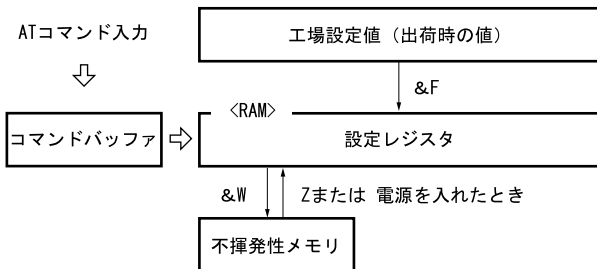 ATコマンド入力
工場設定値（出荷時の値）
&F
<RAM>
コマンドバッファ
設定レジスタ
&W
Zまたは 電源を入れたとき
不揮発性メモリ